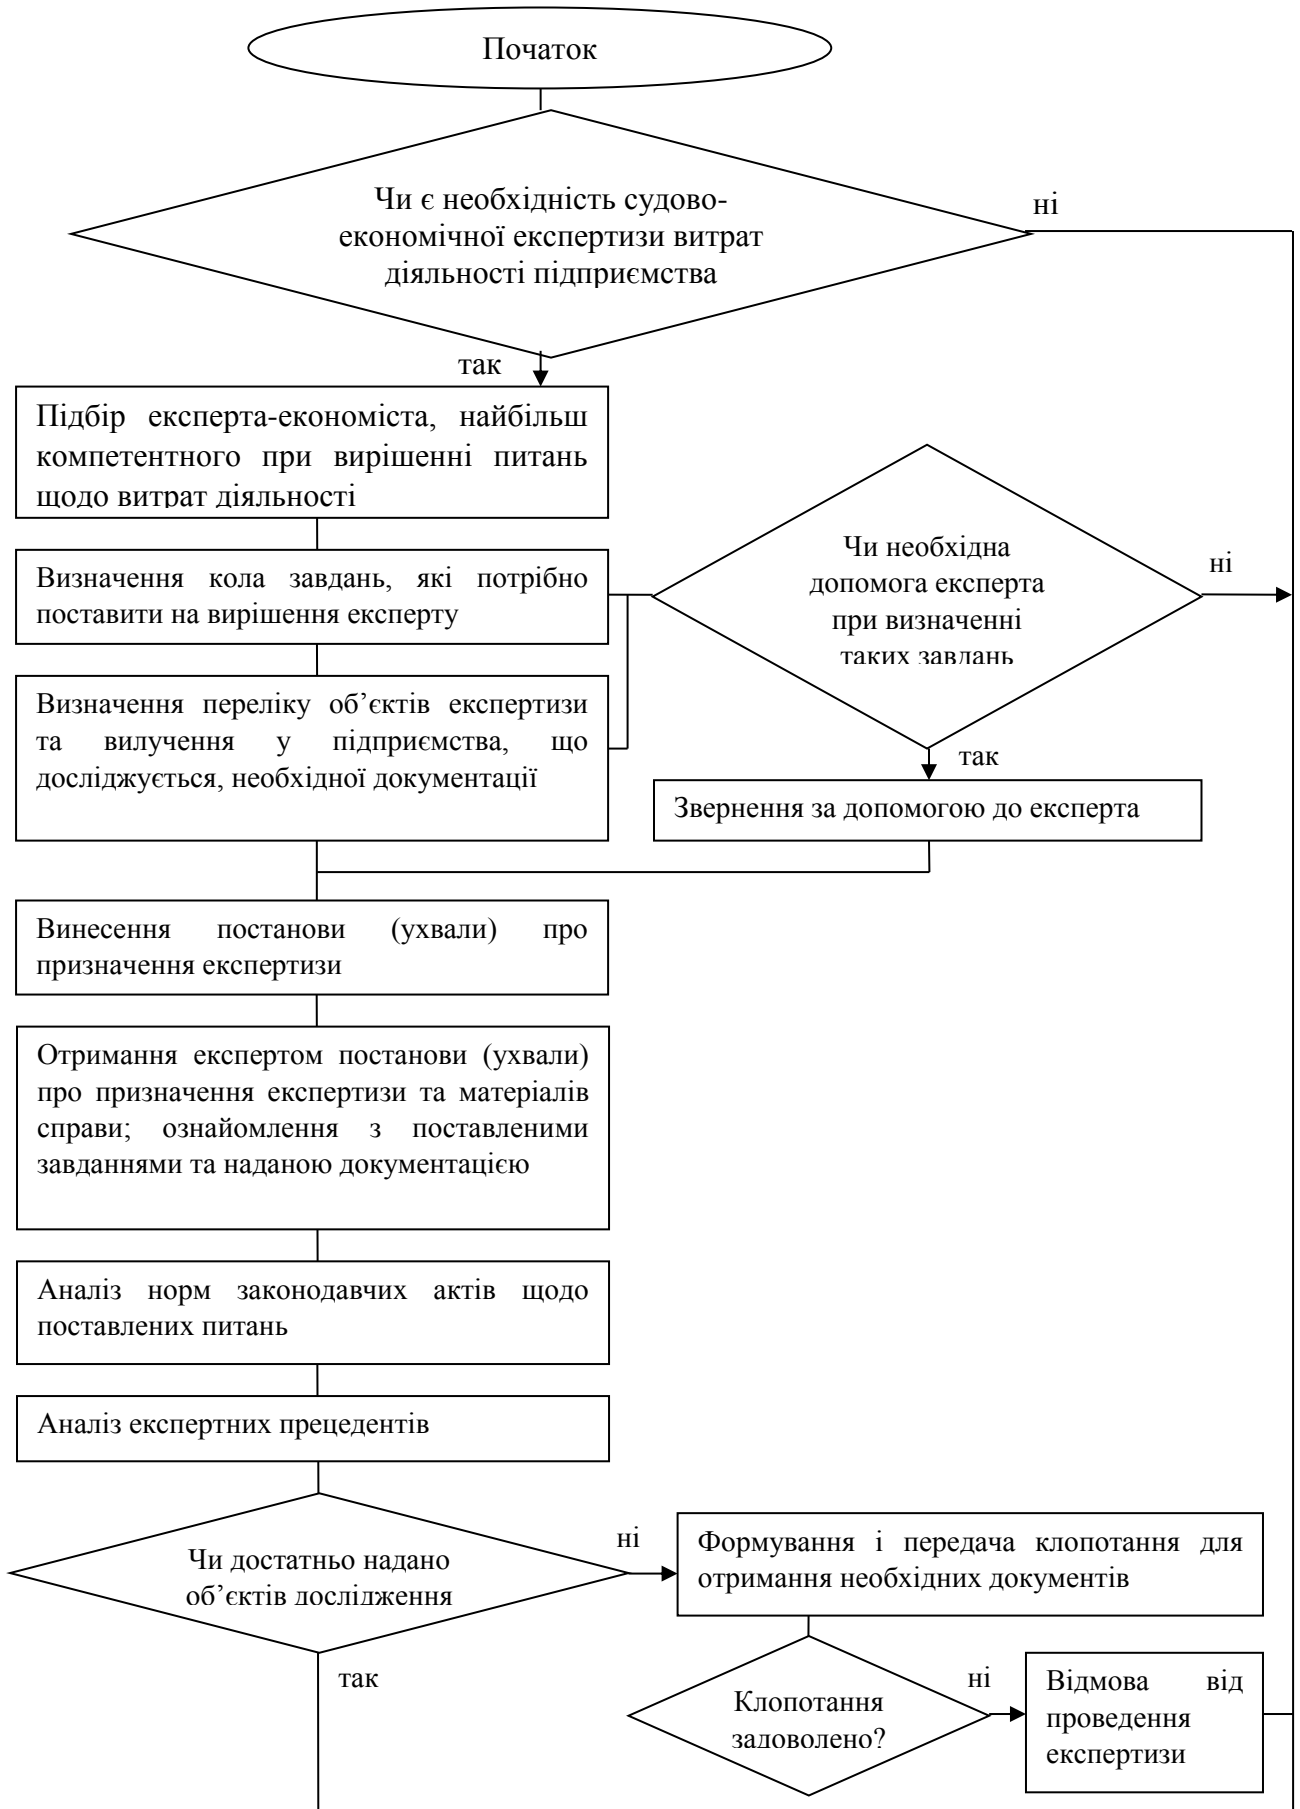 Початок
Чи є необхідність судово-
економічної експертизи витрат
діяльності підприємства
ні
так
Підбір експерта-економіста, найбільш
компетентного при вирішенні питань
щодо витрат діяльності
Визначення кола завдань, які потрібно
поставити на вирішення експерту
Чи необхідна
допомога експерта
при визначенні
таких завдань
ні
Визначення переліку об’єктів експертизи
та вилучення у підприємства, що
досліджується, необхідної документації
так
Звернення за допомогою до експерта
Винесення постанови (ухвали) про
призначення експертизи
Отримання експертом постанови (ухвали)
про призначення експертизи та матеріалів
справи; ознайомлення з поставленими
завданнями та наданою документацією
Аналіз норм законодавчих актів щодо
поставлених питань
Аналіз експертних прецедентів
Чи достатньо надано
об’єктів дослідження
ні
Формування і передача клопотання для
отримання необхідних документів
так
Клопотання
задоволено?
ні
Відмова від
проведення
експертизи